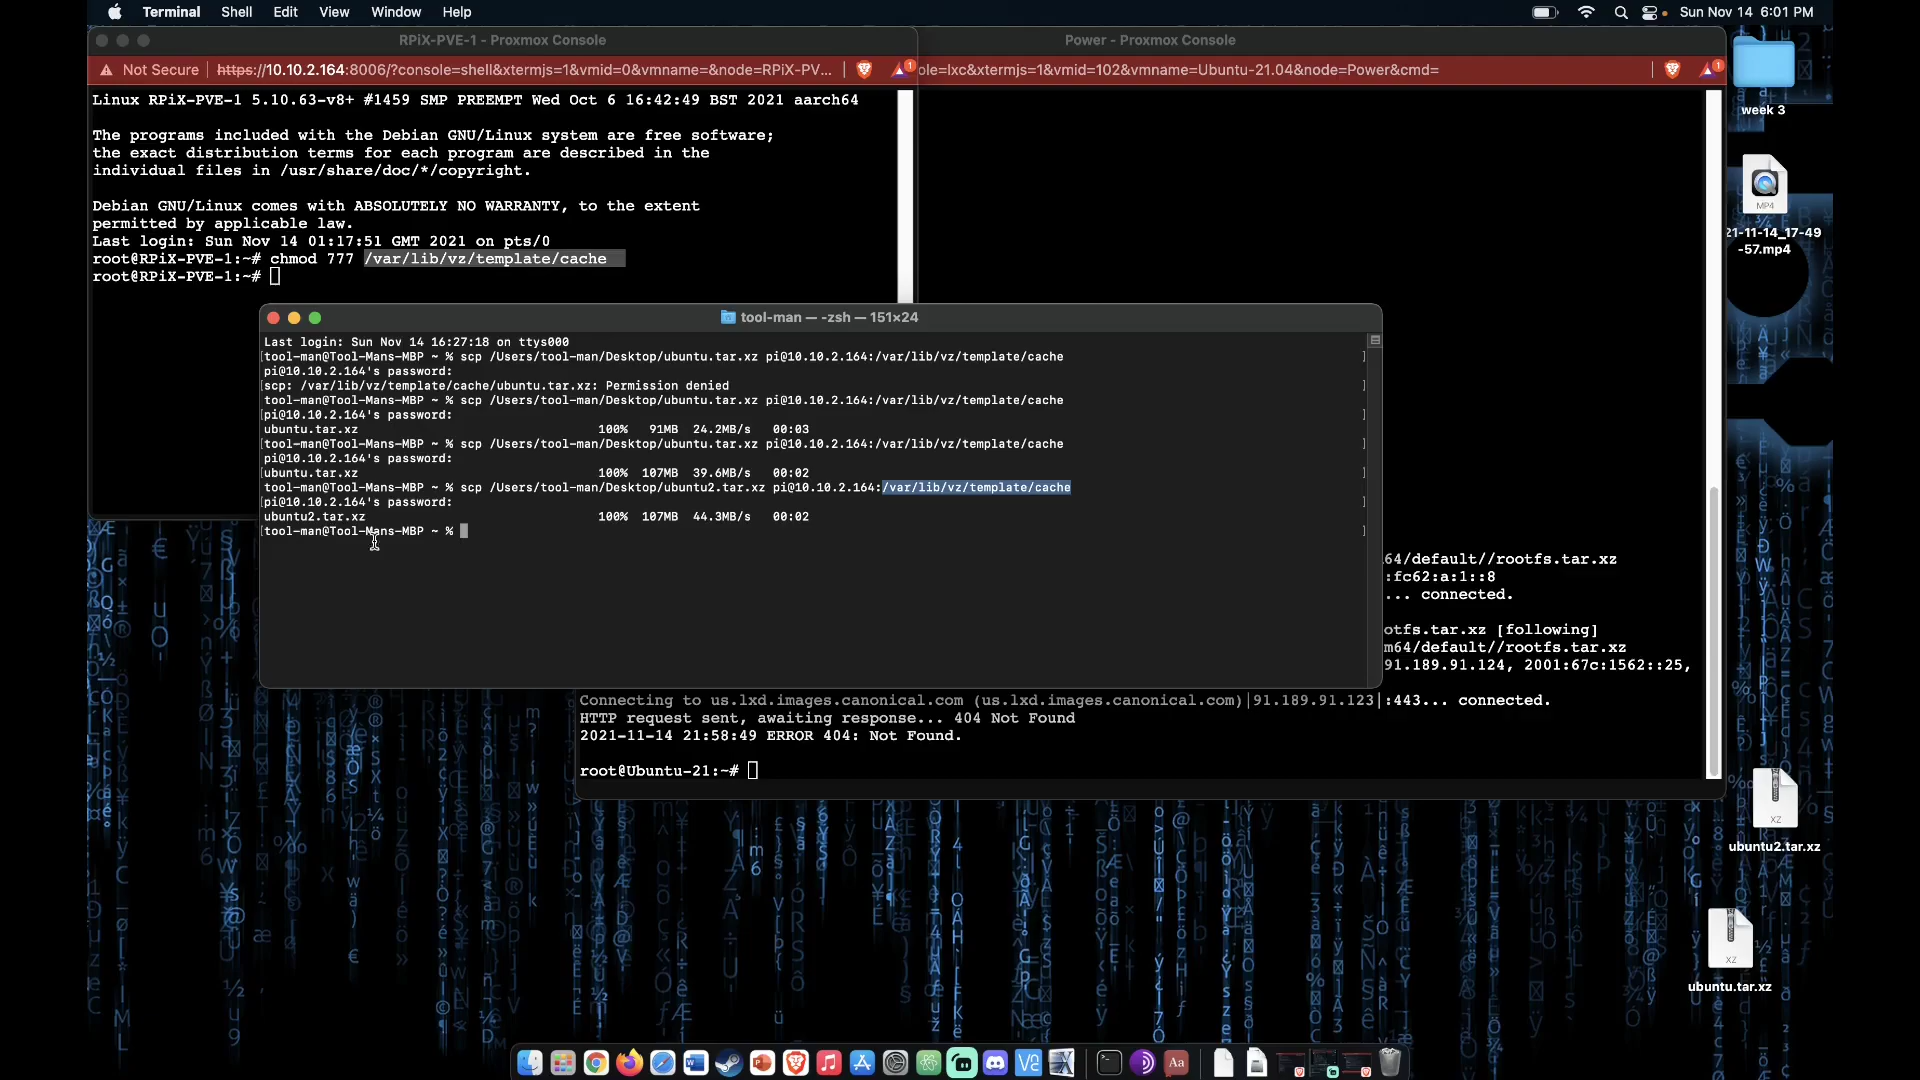 Terminal Shell Edit View Window Help
Sun Nov 14 6:01 PM
RPiX-PVE-1 - Proxmox Console
Not Secure | https://10.10.2.164:8006/?console=shell&xtermjs=1&vmid=0&vmname=&node=RPiX-PV...
Linux RPiX-PVE-1 5.10.63-v8+ #1459 SMP PREEMPT Wed Oct 6 16:42:49 BST 2021 aarch64
The programs included with the Debian GNU/Linux system are free software;
the exact distribution terms for each program are described in the
individual files in /usr/share/doc/*/copyright.
Debian GNU/Linux comes with ABSOLUTELY NO WARRANTY, to the extent
permitted by applicable law.
Last login: Sun Nov 14 01:17:51 GMT 2021 on pts/0
root@RPiX-PVE-1:~# chmod 777 /var/lib/vz/template/cache
root@RPiX-PVE-1:~#
Power - Proxmox Console
ole=lxc&xtermjs=1&vmid=102&vmname=Ubuntu-21.04&node=Power&cmd=
tool-man — -zsh — 151×24
Last login: Sun Nov 14 16:27:18 on ttys000
[tool-man@Tool-Mans-MBP ~ % scp /Users/tool-man/Desktop/ubuntu.tar.xz pi@10.10.2.164:/var/lib/vz/template/cache ]
pi@10.10.2.164's password:
[scp: /var/lib/vz/template/cache/ubuntu.tar.xz: Permission denied ]
tool-man@Tool-Mans-MBP ~ % scp /Users/tool-man/Desktop/ubuntu.tar.xz pi@10.10.2.164:/var/lib/vz/template/cache
[pi@10.10.2.164's password: ]
ubuntu.tar.xz 100% 91MB 24.2MB/s 00:03
[tool-man@Tool-Mans-MBP ~ % scp /Users/tool-man/Desktop/ubuntu.tar.xz pi@10.10.2.164:/var/lib/vz/template/cache ]
pi@10.10.2.164's password:
[ubuntu.tar.xz 100% 107MB 39.6MB/s 00:02 ]
tool-man@Tool-Mans-MBP ~ % scp /Users/tool-man/Desktop/ubuntu2.tar.xz pi@10.10.2.164:/var/lib/vz/template/cache
[pi@10.10.2.164's password: ]
ubuntu2.tar.xz 100% 107MB 44.3MB/s 00:02
[tool-man@Tool-Mans-MBP ~ % ]
64/default//rootfs.tar.xz
:fc62:a:1::8
... connected.
otfs.tar.xz [following]
m64/default//rootfs.tar.xz
91.189.91.124, 2001:67c:1562::25,
Connecting to us.lxd.images.canonical.com (us.lxd.images.canonical.com)|91.189.91.123|:443... connected.
HTTP request sent, awaiting response... 404 Not Found
2021-11-14 21:58:49 ERROR 404: Not Found.
root@Ubuntu-21:~#
week 3
MP4
21-11-14_17-49
-57.mp4
XZ
ubuntu2.tar.xz
XZ
ubuntu.tar.xz